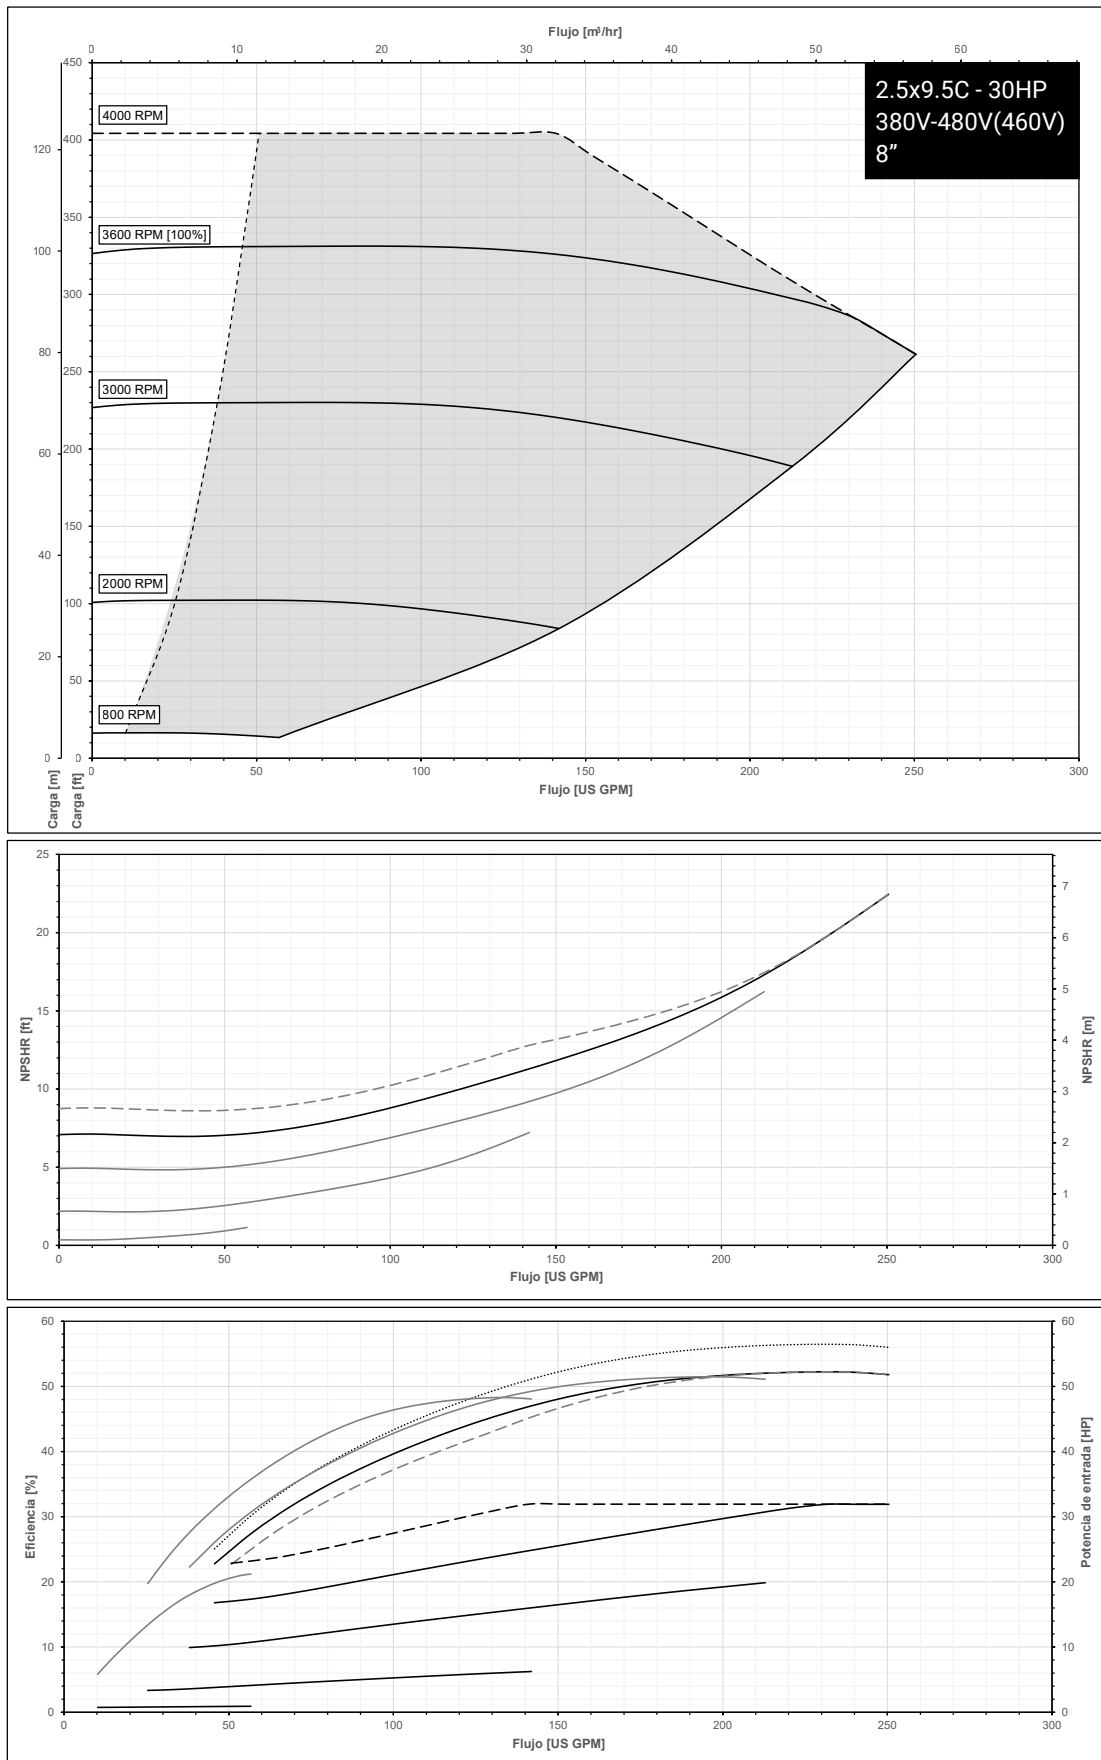 Flujo [m³/hr]
0 10 20 30 40 50 60
2.5x9.5C - 30HP
380V-480V(460V)
8”
450
4000 RPM
400
120
350
3600 RPM [100%]
100
300
80
250
3000 RPM
200
60
150
40
2000 RPM
100
20
50
800 RPM
0 0
0 50 100 150 200 250 300
Flujo [US GPM]
Carga [m]
Carga [ft]
25
20
15
10
5
0
NPSHR [ft]
7
6
5
4
3
2
1
0
NPSHR [m]
0 50 100 150 200 250 300
Flujo [US GPM]
60
50
40
30
20
10
0
Eficiencia [%]
60
50
40
30
20
10
0
Potencia de entrada [HP]
0 50 100 150 200 250 300
Flujo [US GPM]